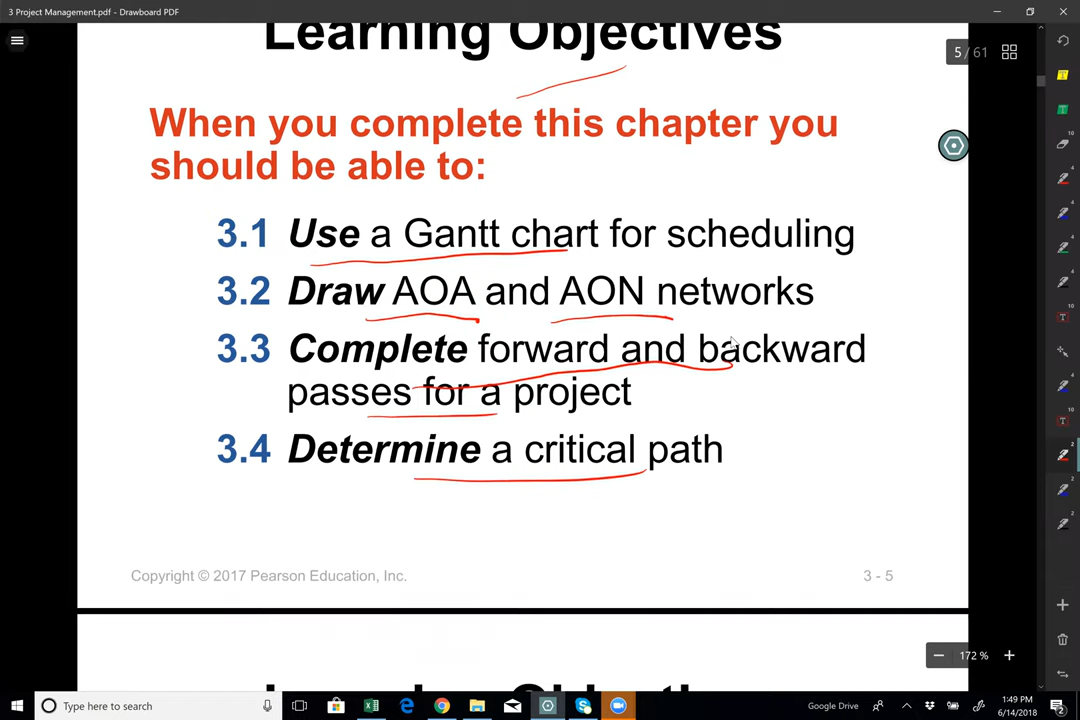 3 Project Management.pdf - Drawboard PDF
Learning Objectives
5 / 61
When you complete this chapter you
should be able to:
3.1 Use a Gantt chart for scheduling
3.2 Draw AOA and AON networks
3.3 Complete forward and backward
passes for a project
3.4 Determine a critical path
Copyright © 2017 Pearson Education, Inc.
3 - 5
172 %
Type here to search
Google Drive
1:49 PM
6/14/2018